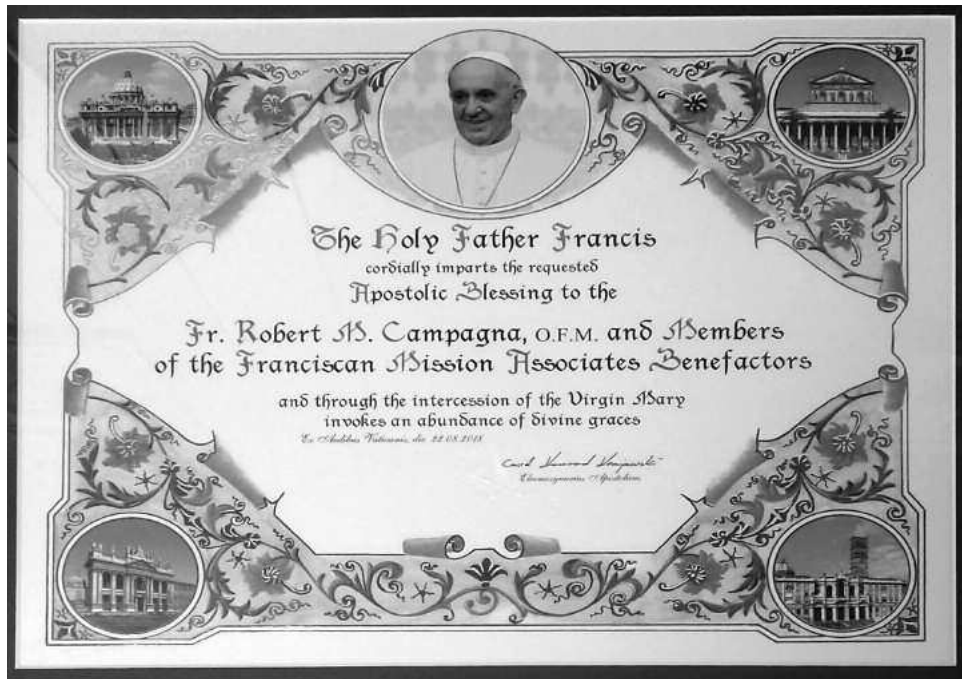 The Holy Father Francis
cordially imparts the requested
Apostolic Blessing to the
Fr. Robert M. Campagna, O.F.M. and Members
of the Franciscan Mission Associates Benefactors
and through the intercession of the Virgin Mary
invokes an abundance of divine graces
Ex Aedibus Vaticanis, die 22.08.2018
Elemosynarius Apostolicus